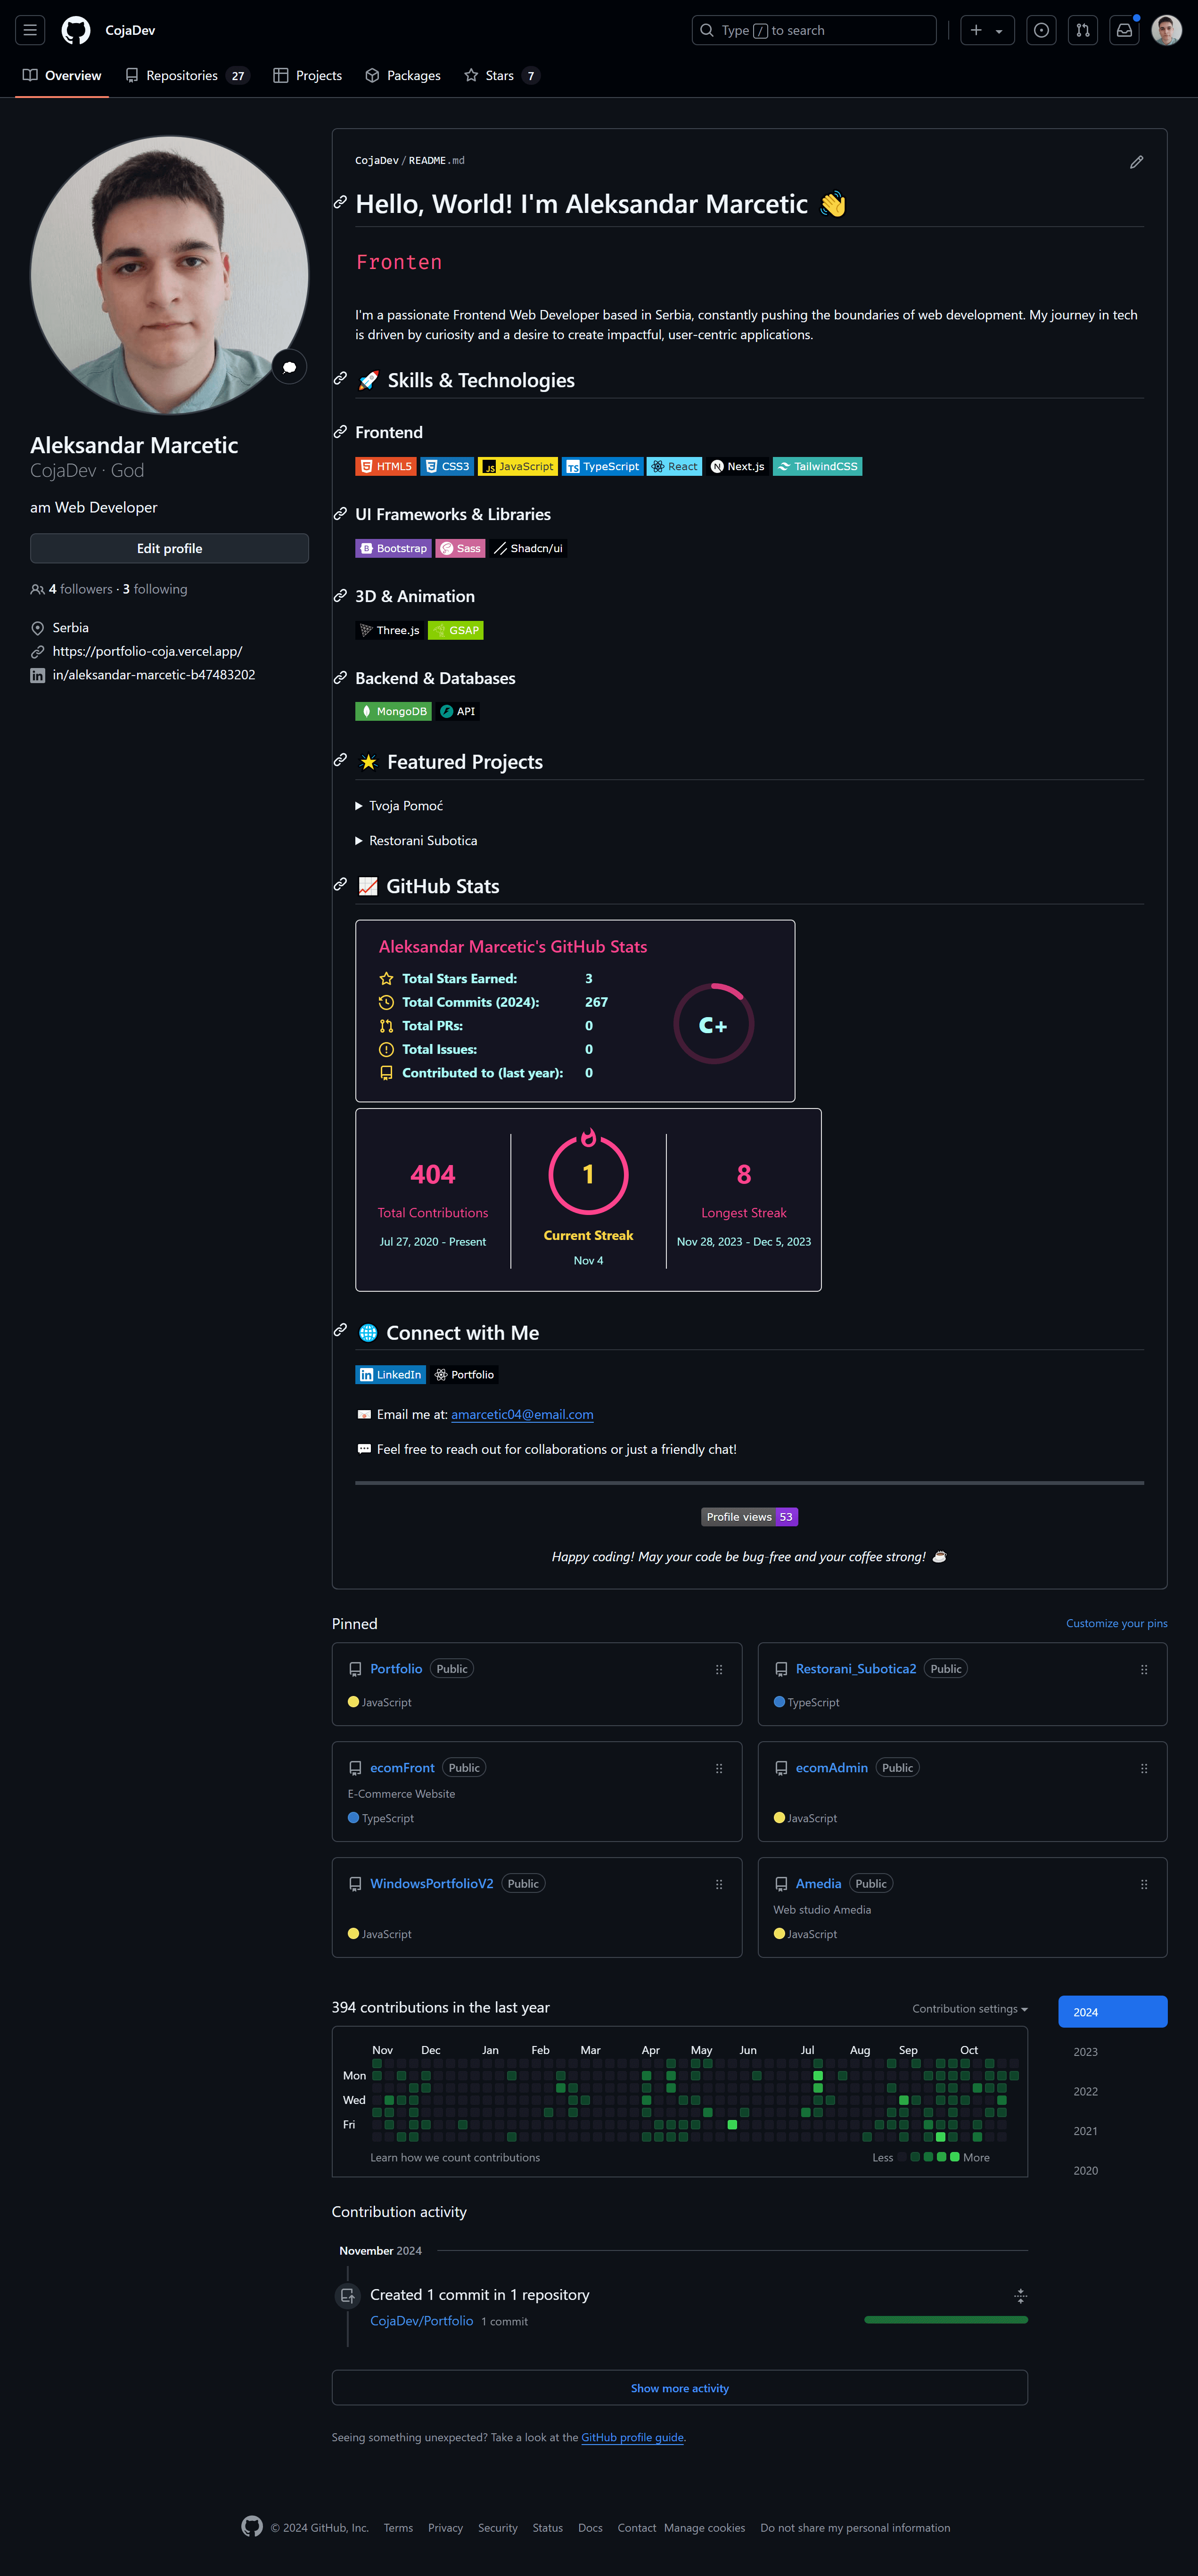 CojaDev
Type / to search
Overview
Repositories 27
Projects
Packages
Stars 7
CojaDev/README.md
Hello, World! I'm Aleksandar Marcetic 👋
Fronten
I'm a passionate Frontend Web Developer based in Serbia, constantly pushing the boundaries of web development. My journey in tech
is driven by curiosity and a desire to create impactful, user-centric applications.
Aleksandar Marcetic
CojaDev · God
am Web Developer
Edit profile
4 followers · 3 following
Serbia
https://portfolio-coja.vercel.app/
in/aleksandar-marcetic-b47483202
🚀 Skills & Technologies
Frontend
HTML5 CSS3 JavaScript TypeScript React Next.js TailwindCSS
UI Frameworks & Libraries
Bootstrap Sass Shadcn/ui
3D & Animation
Three.js GSAP
Backend & Databases
MongoDB API
🌟 Featured Projects
Tvoja Pomoć
Restorani Subotica
📈 GitHub Stats
Aleksandar Marcetic's GitHub Stats
Total Stars Earned: 3
Total Commits (2024): 267
Total PRs: 0
Total Issues: 0
Contributed to (last year): 0
C+
404
Total Contributions
Jul 27, 2020 - Present
1
Current Streak
Nov 4
8
Longest Streak
Nov 28, 2023 - Dec 5, 2023
🌐 Connect with Me
LinkedIn Portfolio
📧 Email me at: amarcetic04@email.com
💬 Feel free to reach out for collaborations or just a friendly chat!
Profile views 53
Happy coding! May your code be bug-free and your coffee strong! ☕
Pinned
Customize your pins
Portfolio Public
JavaScript
Restorani_Subotica2 Public
TypeScript
ecomFront Public
E-Commerce Website
TypeScript
ecomAdmin Public
JavaScript
WindowsPortfolioV2 Public
JavaScript
Amedia Public
Web studio Amedia
JavaScript
394 contributions in the last year
Contribution settings
Nov Dec Jan Feb Mar Apr May Jun Jul Aug Sep Oct
Mon
Wed
Fri
Learn how we count contributions
Less More
2024
2023
2022
2021
2020
Contribution activity
November 2024
Created 1 commit in 1 repository
CojaDev/Portfolio 1 commit
Show more activity
Seeing something unexpected? Take a look at the GitHub profile guide.
© 2024 GitHub, Inc. Terms Privacy Security Status Docs Contact Manage cookies Do not share my personal information